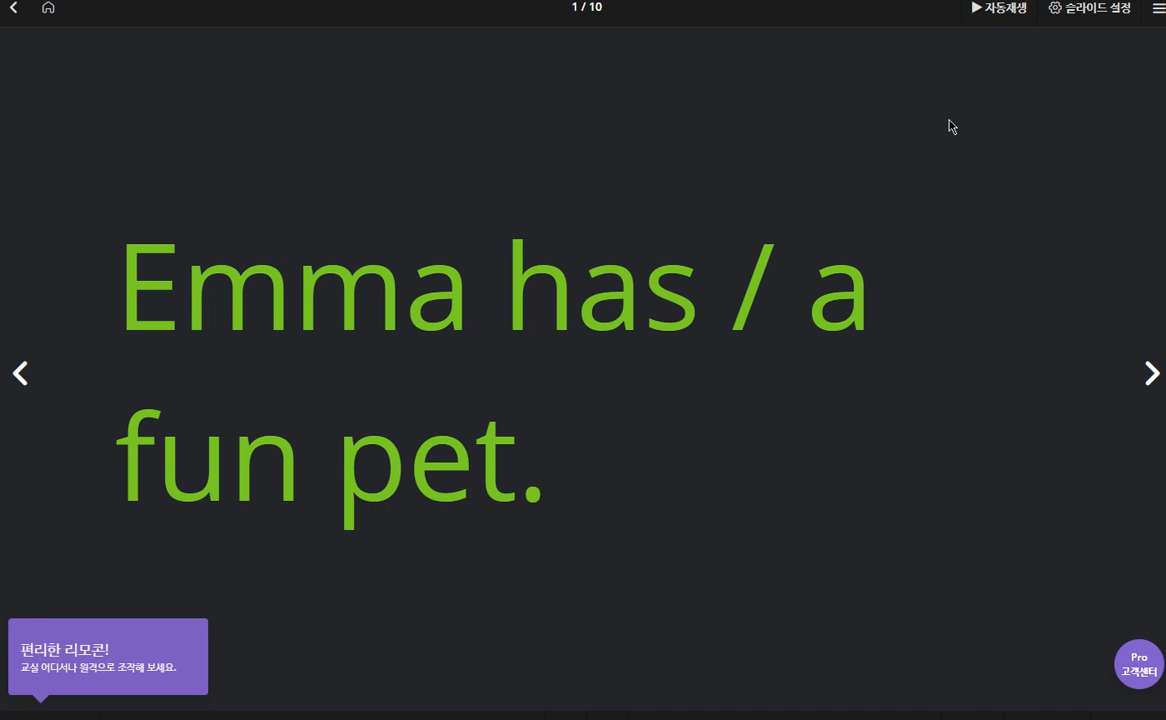 1 / 10
▶ 자동재생
슬라이드 설정
Emma has / a
fun pet.
편리한 리모콘!
교실 어디서나 원격으로 조작해 보세요.
Pro
고객센터